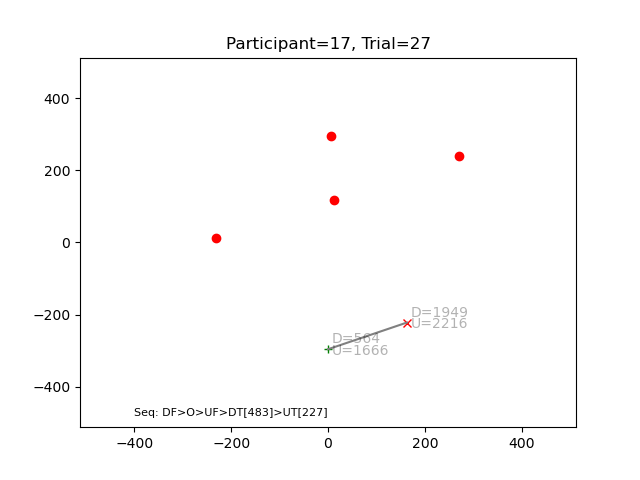 Participant=17, Trial=27
400
200
0
−200
−400
D=1949
U=2216
D=564
U=1666
Seq: DF>O>UF>DT[483]>UT[227]
−400
−200
0
200
400